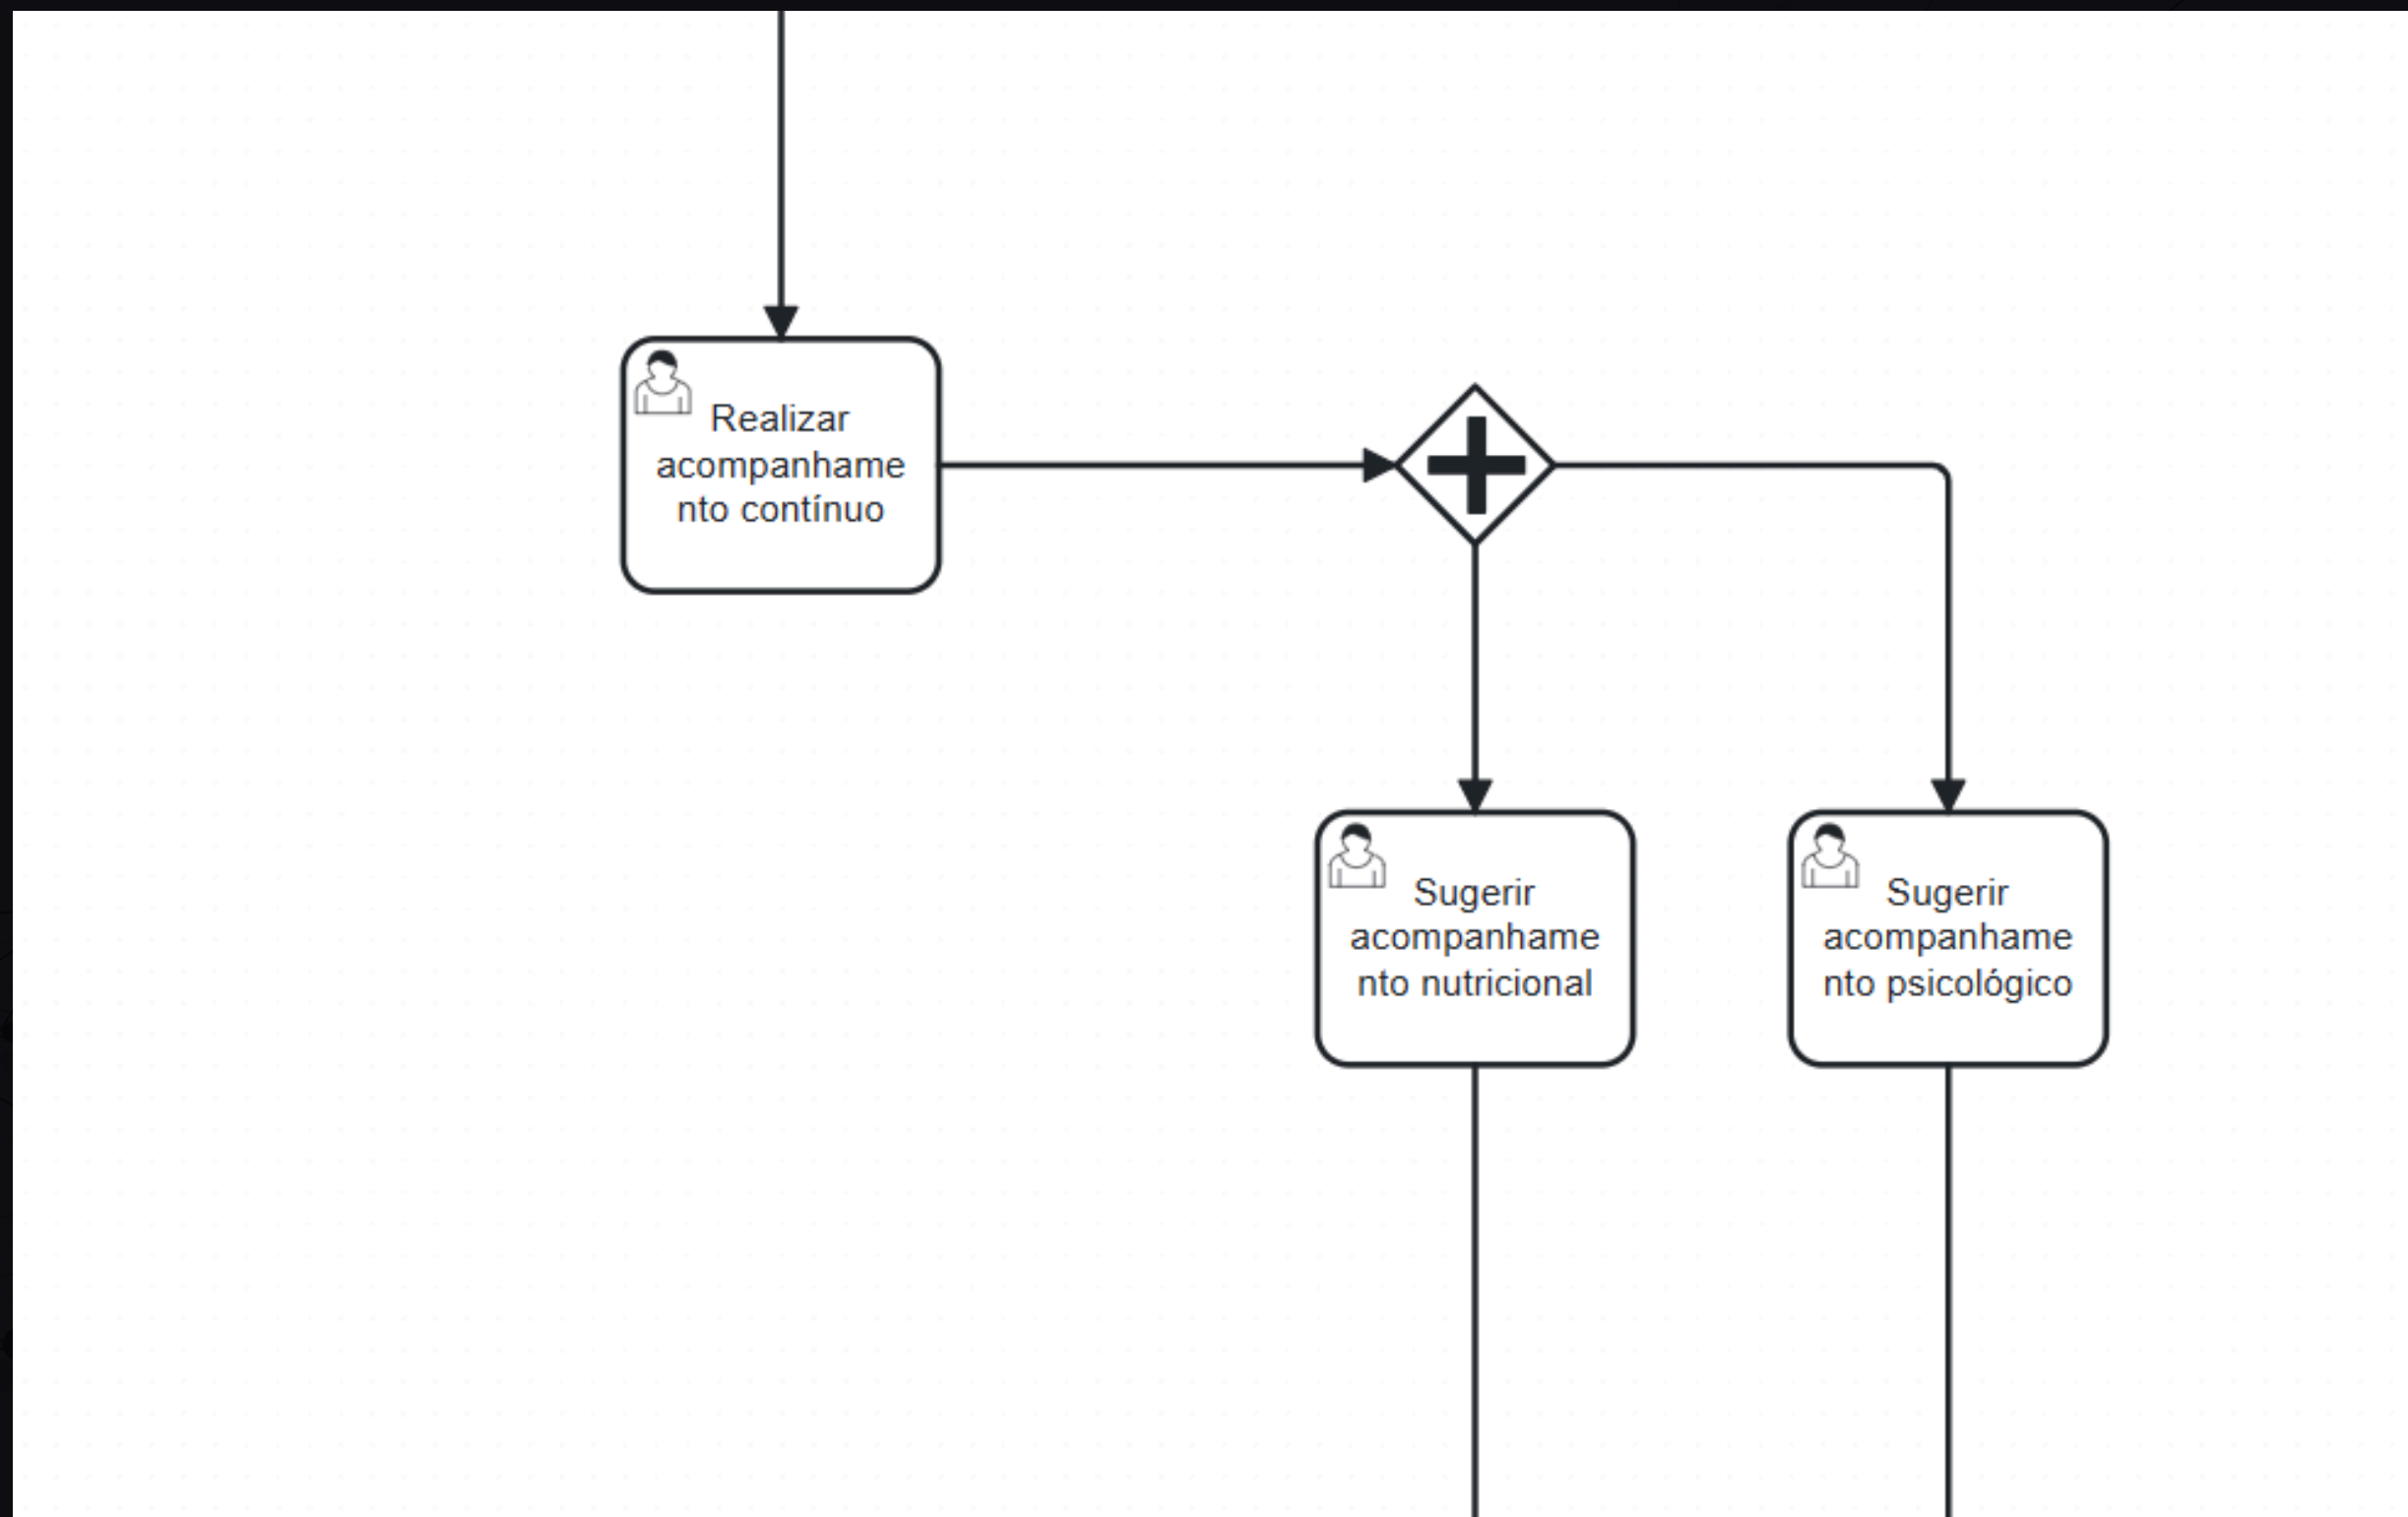 Realizar
acompanhame
nto contínuo
Sugerir
acompanhame
nto nutricional
Sugerir
acompanhame
nto psicológico